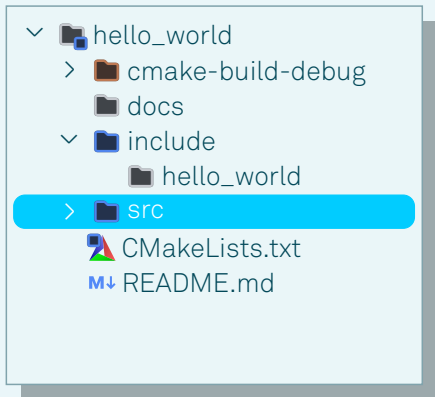 hello_world
cmake-build-debug
docs
include
hello_world
src
CMakeLists.txt
M↓ README.md